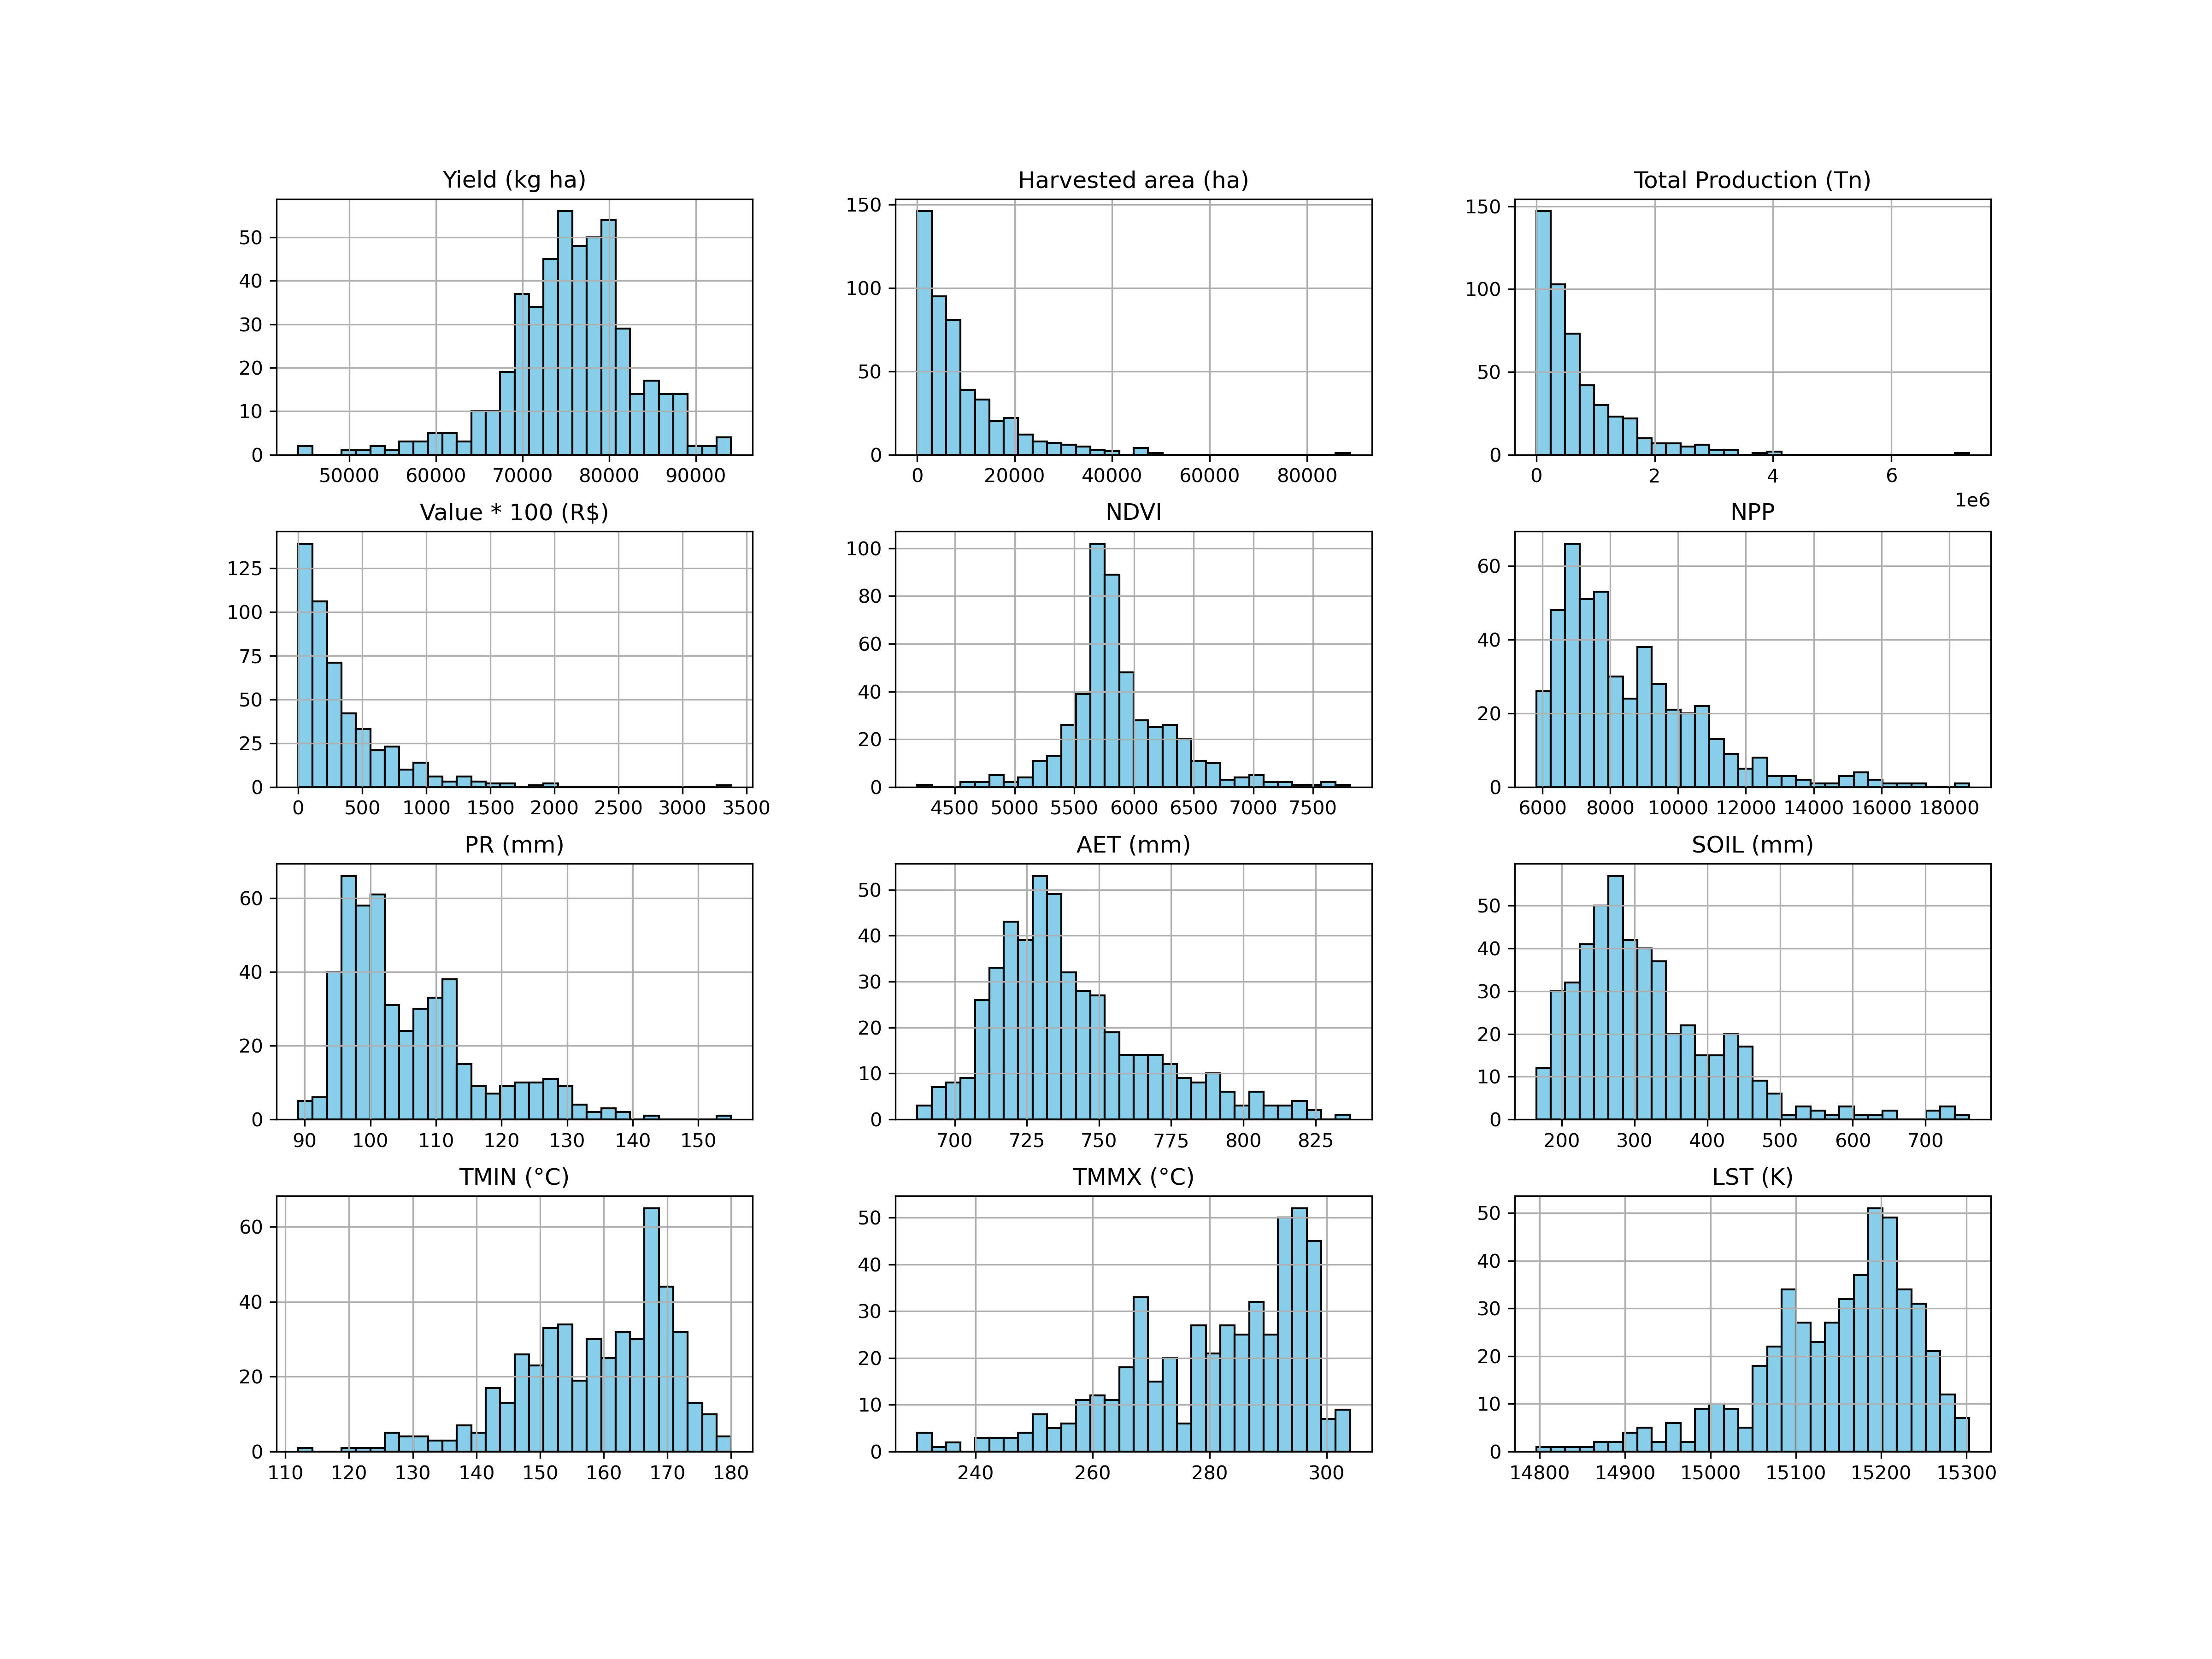 Yield (kg ha)
50
40
30
20
10
0
50000 60000 70000 80000 90000
Harvested area (ha)
150
100
50
0
0 20000 40000 60000 80000
Total Production (Tn)
150
100
50
0
0 2 4 6
1e6
Value * 100 (R$)
125
100
75
50
25
0
0 500 1000 1500 2000 2500 3000 3500
NDVI
100
80
60
40
20
0
4500 5000 5500 6000 6500 7000 7500
NPP
60
40
20
0
6000 8000 10000 12000 14000 16000 18000
PR (mm)
60
40
20
0
90 100 110 120 130 140 150
AET (mm)
50
40
30
20
10
0
700 725 750 775 800 825
SOIL (mm)
50
40
30
20
10
0
200 300 400 500 600 700
TMIN (°C)
60
40
20
0
110 120 130 140 150 160 170 180
TMMX (°C)
50
40
30
20
10
0
240 260 280 300
LST (K)
50
40
30
20
10
0
14800 14900 15000 15100 15200 15300